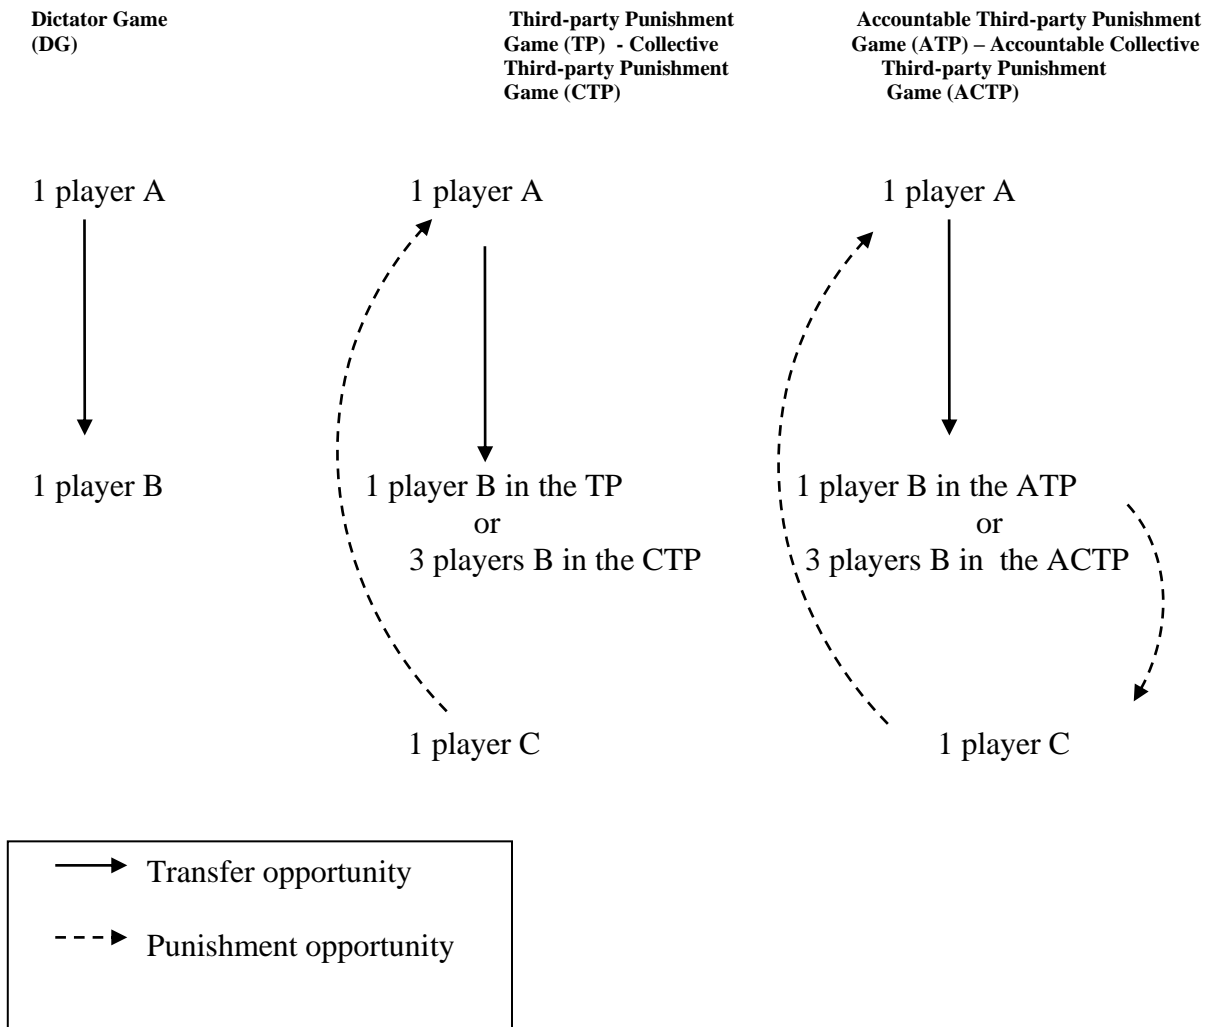 Dictator Game
(DG)
Third-party Punishment
Game (TP) - Collective
Third-party Punishment
Game (CTP)
Accountable Third-party Punishment
Game (ATP) – Accountable Collective
Third-party Punishment
Game (ACTP)
1 player A
1 player B
1 player A
1 player B in the TP
or
3 players B in the CTP
1 player C
1 player A
1 player B in the ATP
or
3 players B in the ACTP
1 player C
Transfer opportunity
Punishment opportunity